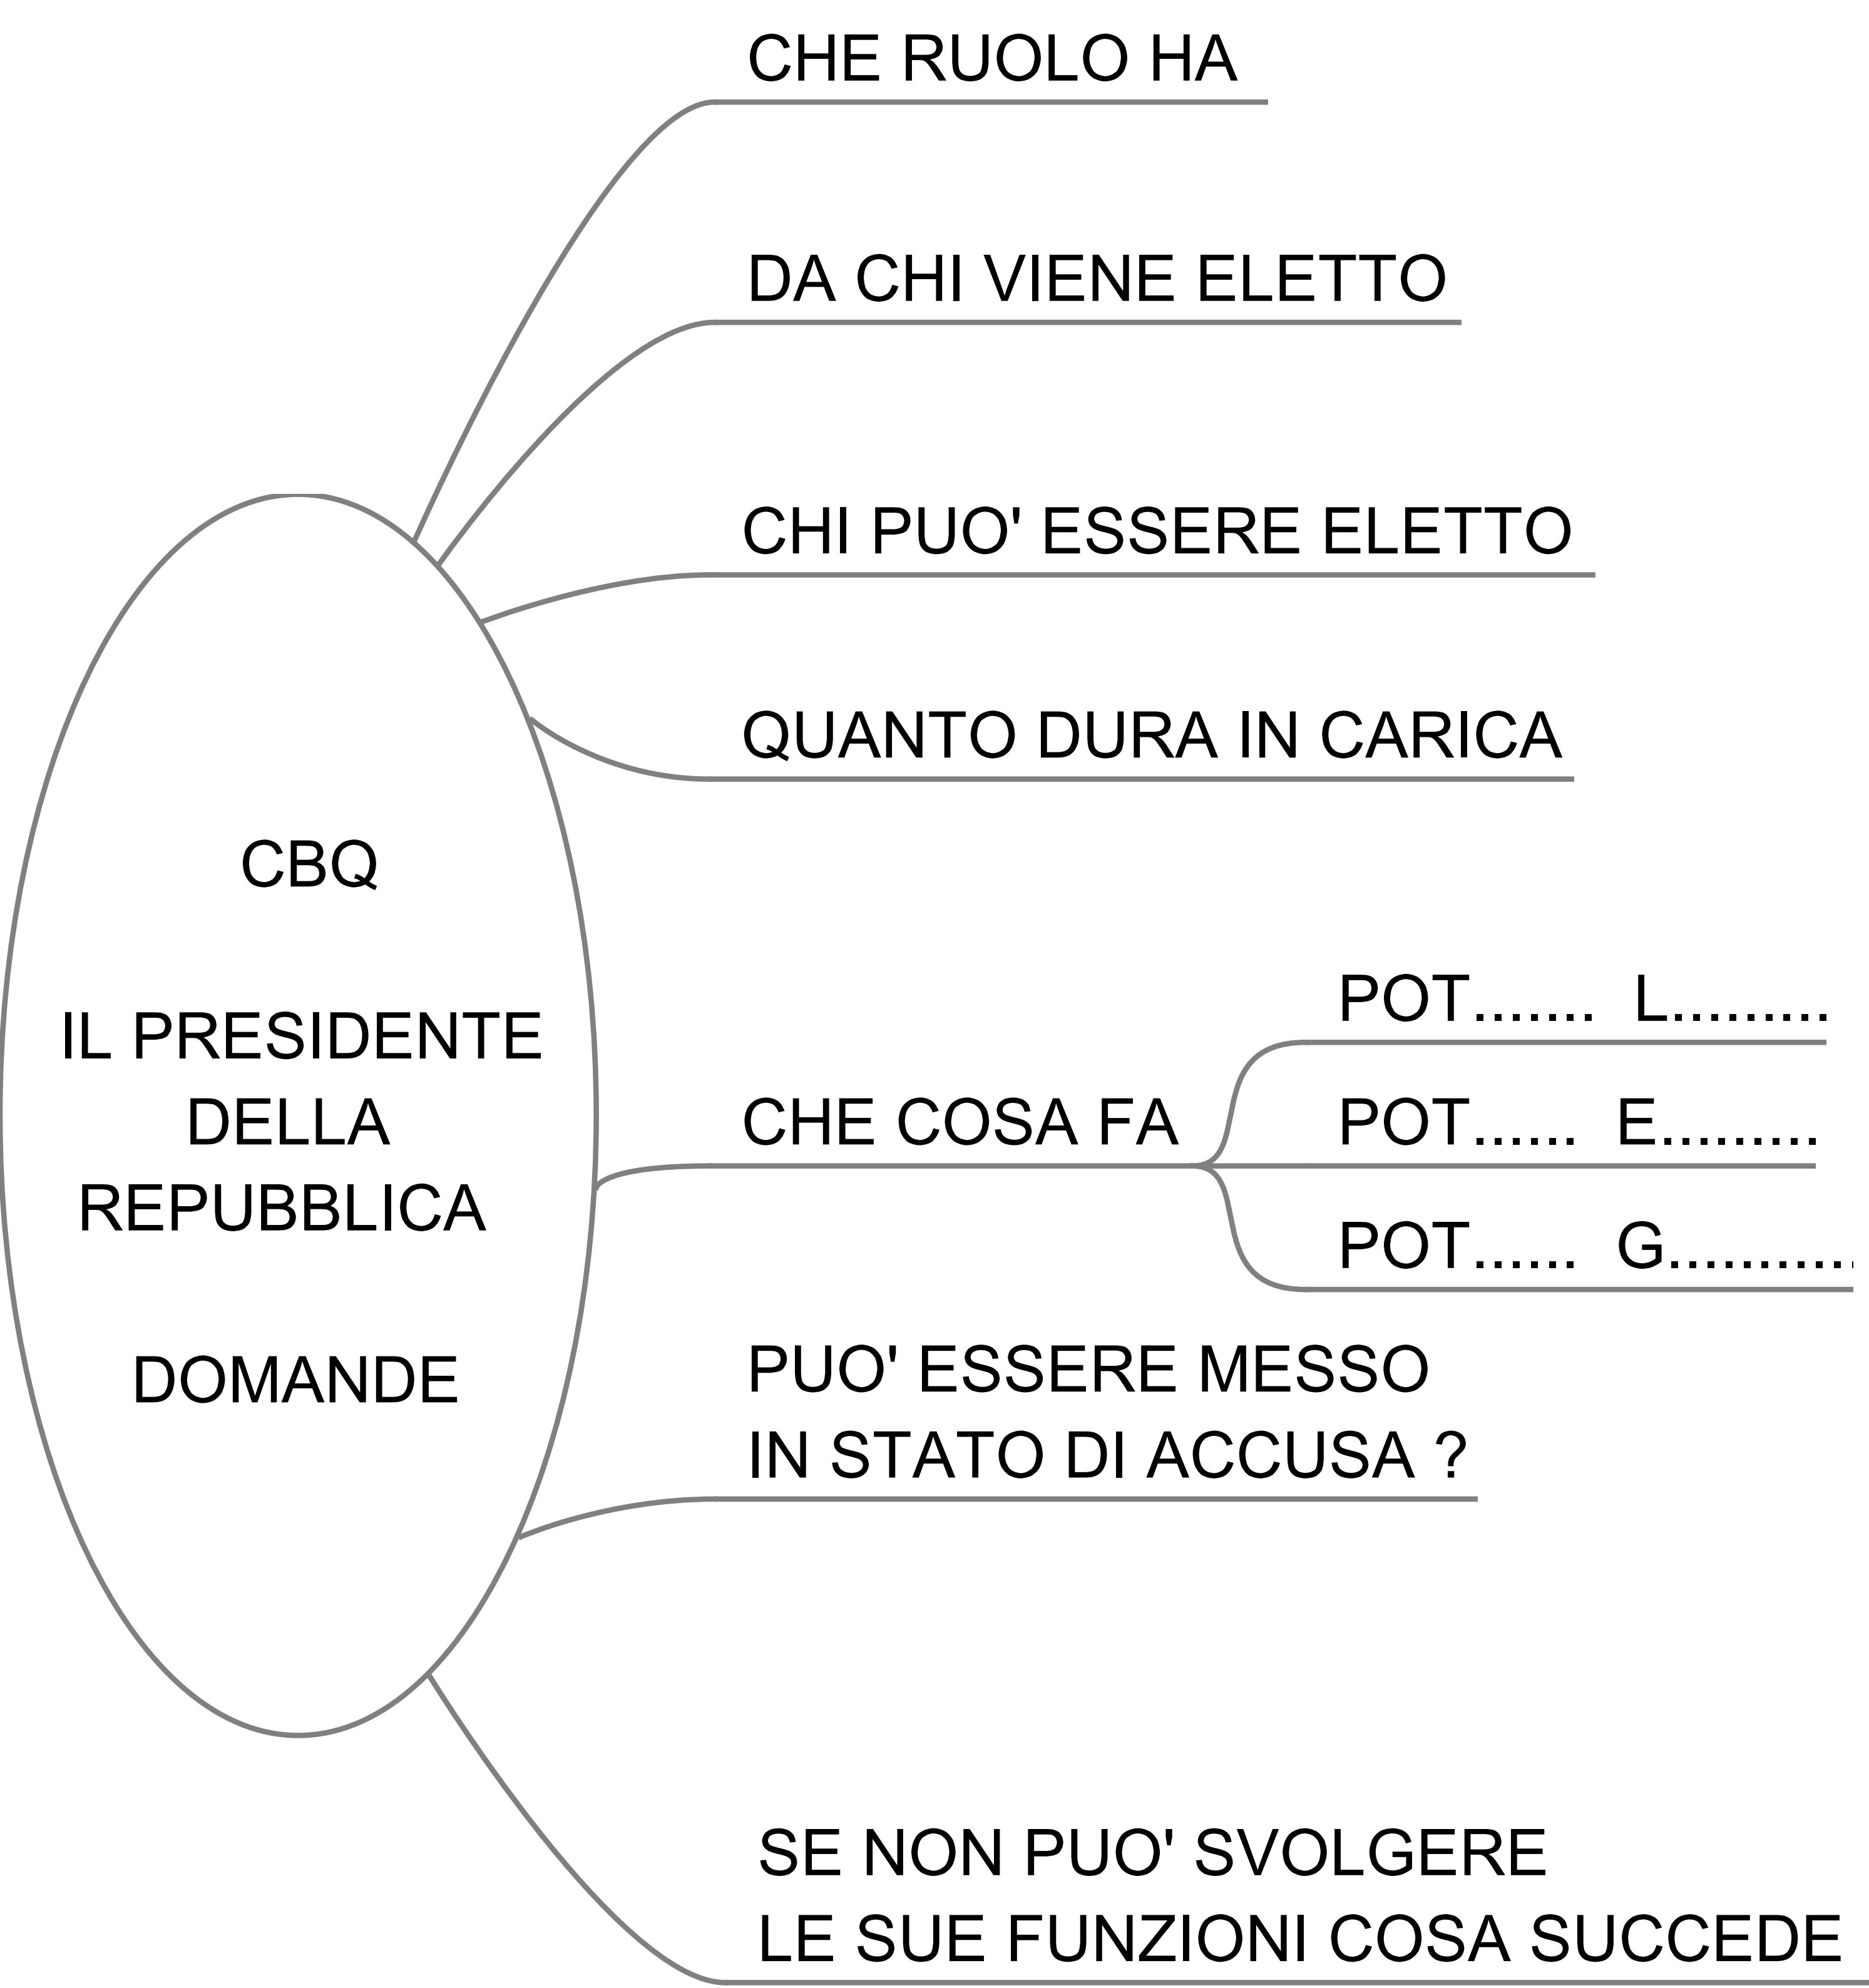 CHE RUOLO HA
DA CHI VIENE ELETTO
CHI PUO' ESSERE ELETTO
QUANTO DURA IN CARICA
CBQ
IL PRESIDENTE
DELLA
REPUBBLICA
DOMANDE
CHE COSA FA
POT....... L.........
POT...... E.........
POT...... G...........
PUO' ESSERE MESSO
IN STATO DI ACCUSA ?
SE NON PUO' SVOLGERE
LE SUE FUNZIONI COSA SUCCEDE